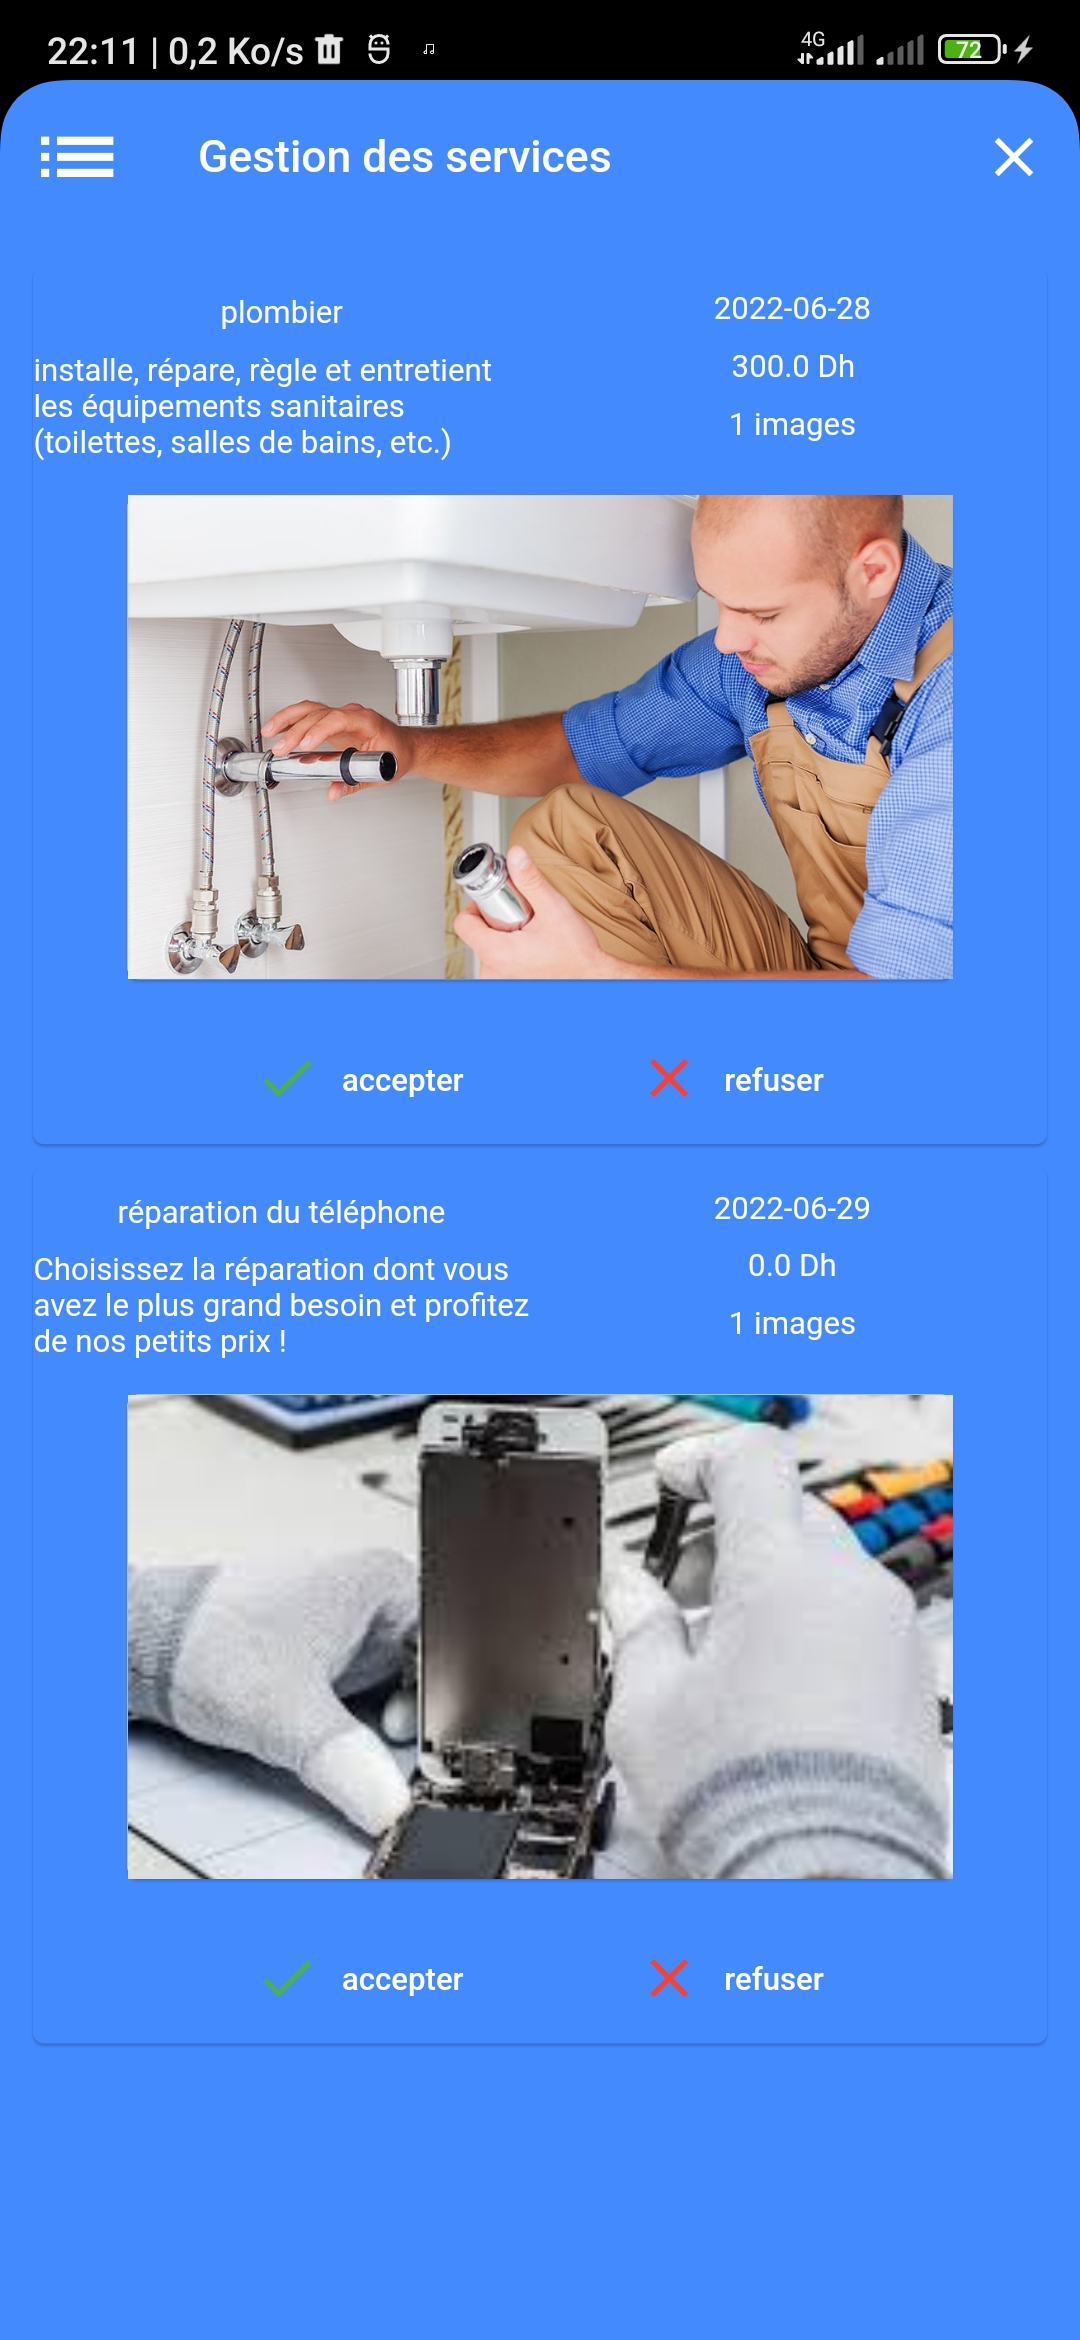 22:11 | 0,2 Ko/s
4G
72
Gestion des services
plombier
2022-06-28
installe, répare, règle et entretient
les équipements sanitaires
(toilettes, salles de bains, etc.)
300.0 Dh
1 images
accepter
refuser
réparation du téléphone
2022-06-29
Choisissez la réparation dont vous
avez le plus grand besoin et profitez
de nos petits prix !
0.0 Dh
1 images
accepter
refuser